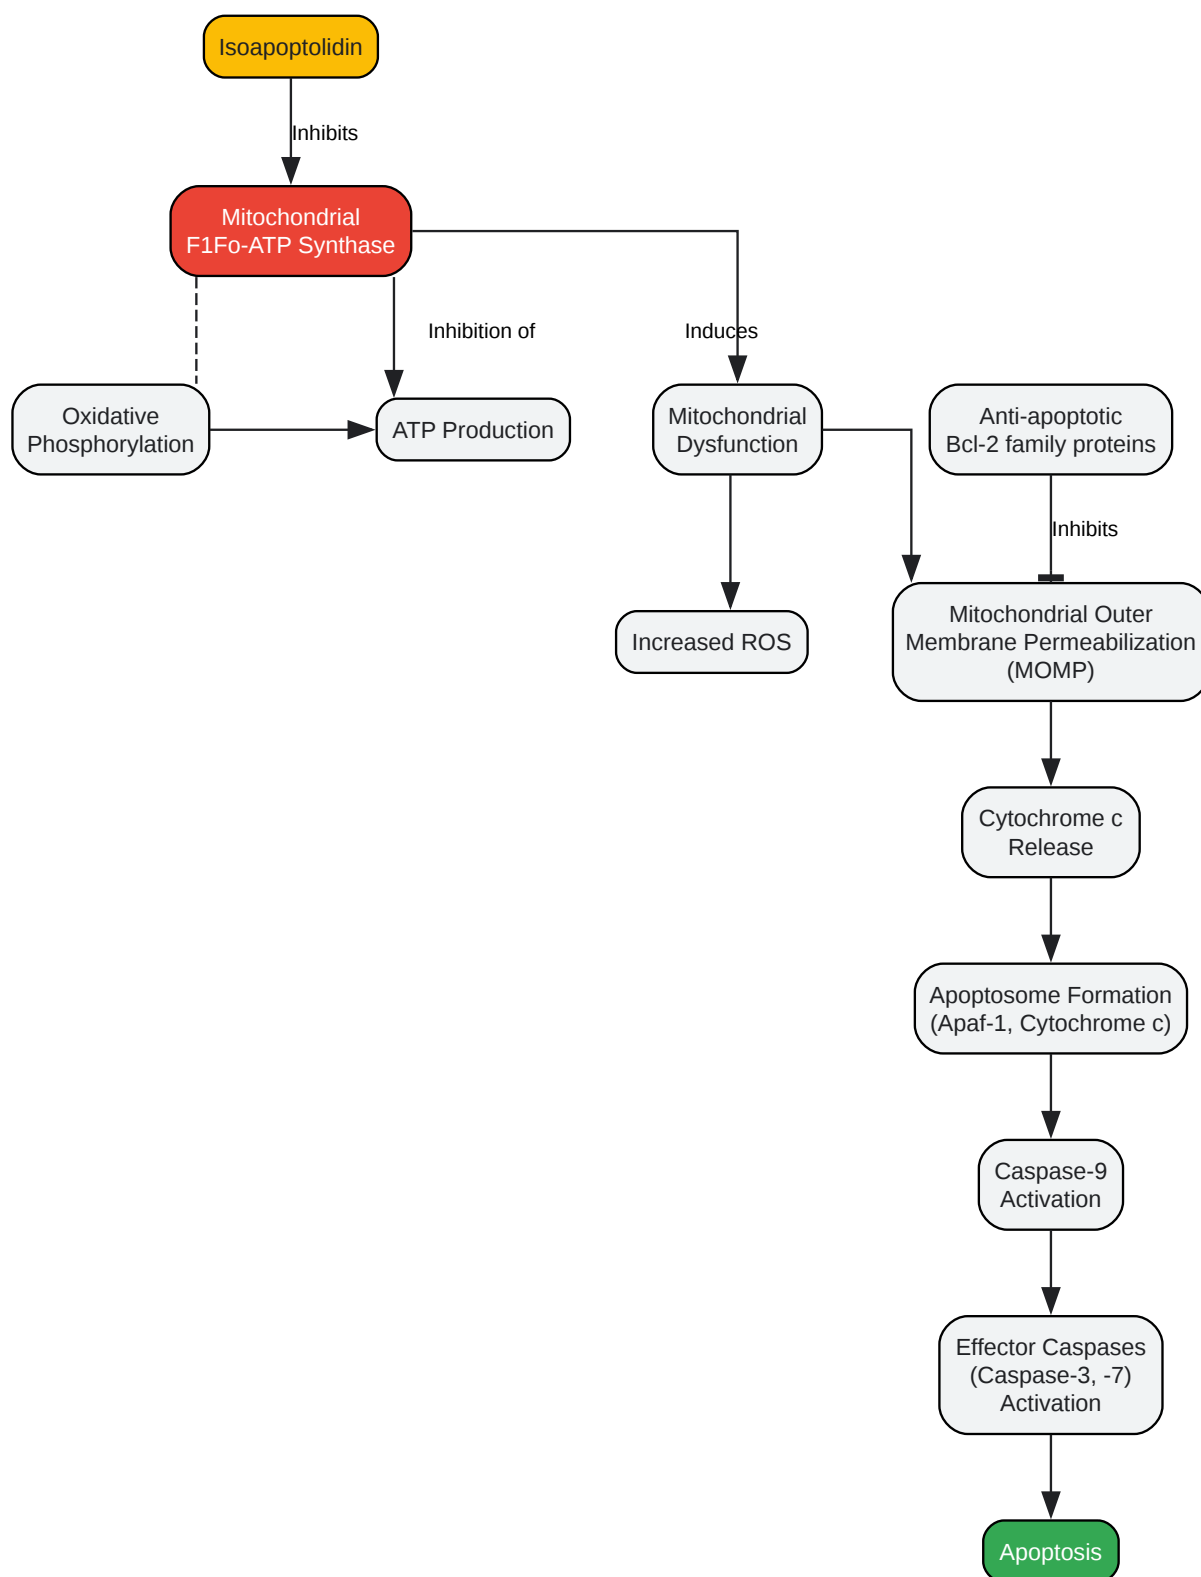 Isoapoptolidin
Inhibits
Mitochondrial
F1Fo-ATP Synthase
Inhibition of
Induces
Oxidative
Phosphorylation
ATP Production
Mitochondrial
Dysfunction
Anti-apoptotic
Bcl-2 family proteins
Inhibits
Increased ROS
Mitochondrial Outer
Membrane Permeabilization
(MOMP)
Cytochrome c
Release
Apoptosome Formation
(Apaf-1, Cytochrome c)
Caspase-9
Activation
Effector Caspases
(Caspase-3, -7)
Activation
Apoptosis